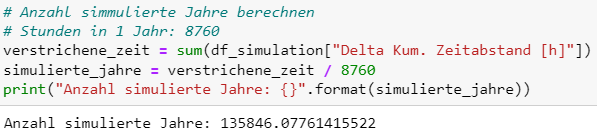 # Anzahl simmulierte Jahre berechnen
# Stunden in 1 Jahr: 8760
verstrichene_zeit = sum(df_simulation["Delta Kum. Zeitabstand [h]"])
simulierte_jahre = verstrichene_zeit / 8760
print("Anzahl simulierte Jahre: {}".format(simulierte_jahre))
Anzahl simulierte Jahre: 135846.07761415522